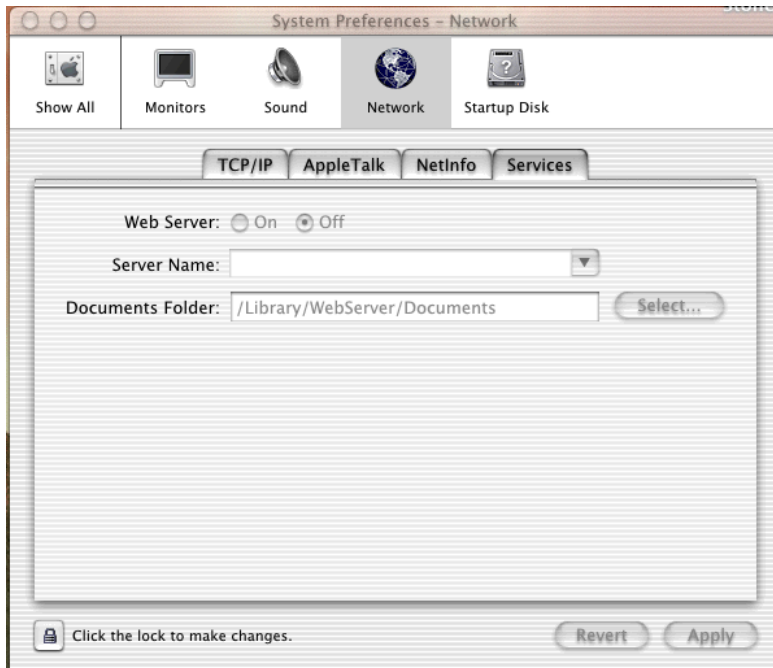 System Preferences – Network
Show All
Monitors
Sound
Network
Startup Disk
TCP/IP
AppleTalk
NetInfo
Services
Web Server: On Off
Server Name:
Documents Folder: /Library/WebServer/Documents Select...
Click the lock to make changes. Revert Apply